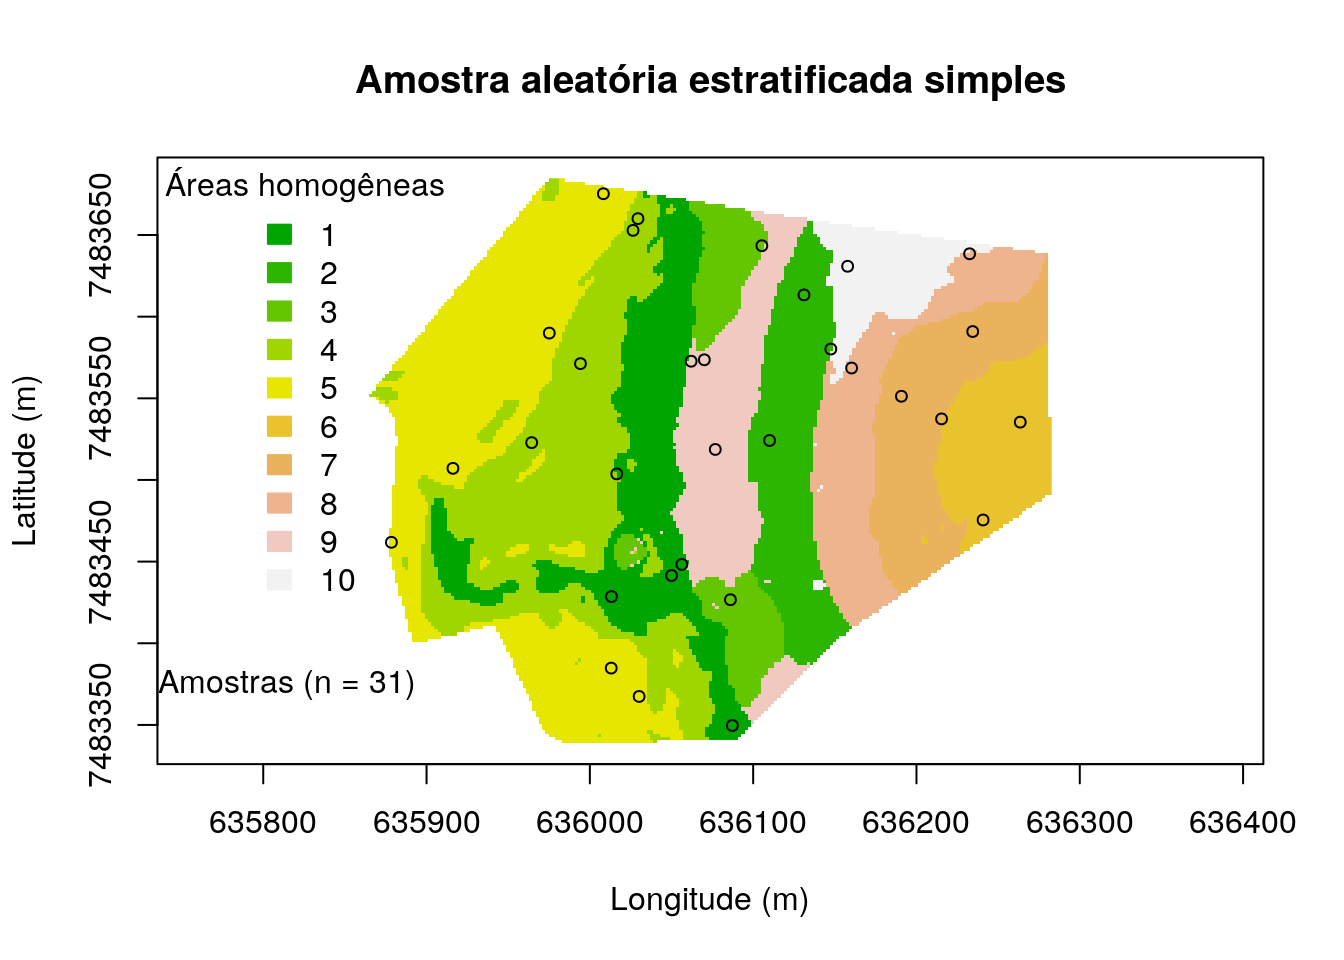 Amostra aleatória estratificada simples
Áreas homogêneas
1
2
3
4
5
6
7
8
9
10
Amostras (n = 31)
Latitude (m)
7483650
7483550
7483450
7483350
635800 635900 636000 636100 636200 636300 636400
Longitude (m)